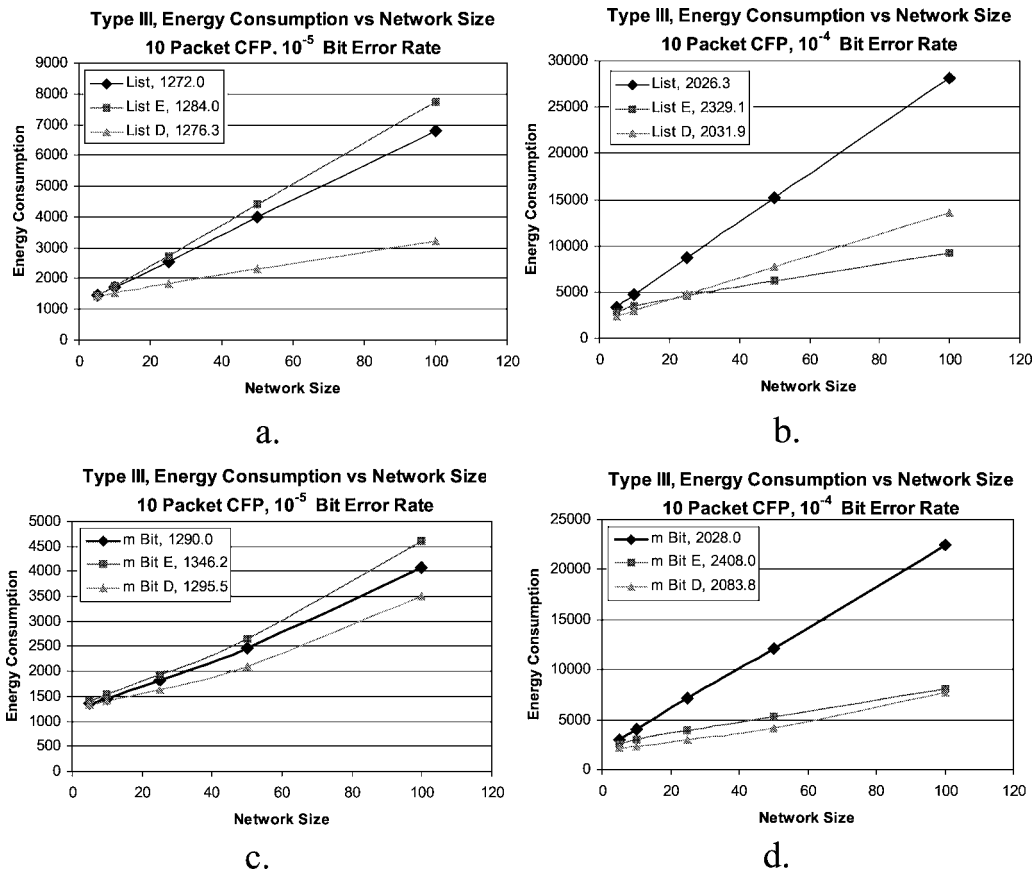 Type III, Energy Consumption vs Network Size
10 Packet CFP, 10-5 Bit Error Rate
9000
8000
7000
6000
5000
4000
3000
2000
1000
0
List, 1272.0
List E, 1284.0
List D, 1276.3
Energy Consumption
0 20 40 60 80 100 120
Network Size
a.
Type III, Energy Consumption vs Network Size
10 Packet CFP, 10-4 Bit Error Rate
30000
25000
20000
15000
10000
5000
0
List, 2026.3
List E, 2329.1
List D, 2031.9
Energy Consumption
0 20 40 60 80 100 120
Network Size
b.
Type III, Energy Consumption vs Network Size
10 Packet CFP, 10-5 Bit Error Rate
5000
4500
4000
3500
3000
2500
2000
1500
1000
500
0
m Bit, 1290.0
m Bit E, 1346.2
m Bit D, 1295.5
Energy Consumption
0 20 40 60 80 100 120
Network Size
c.
Type III, Energy Consumption vs Network Size
10 Packet CFP, 10-4 Bit Error Rate
25000
20000
15000
10000
5000
0
m Bit, 2028.0
m Bit E, 2408.0
m Bit D, 2083.8
Energy Consumption
0 20 40 60 80 100 120
Network Size
d.